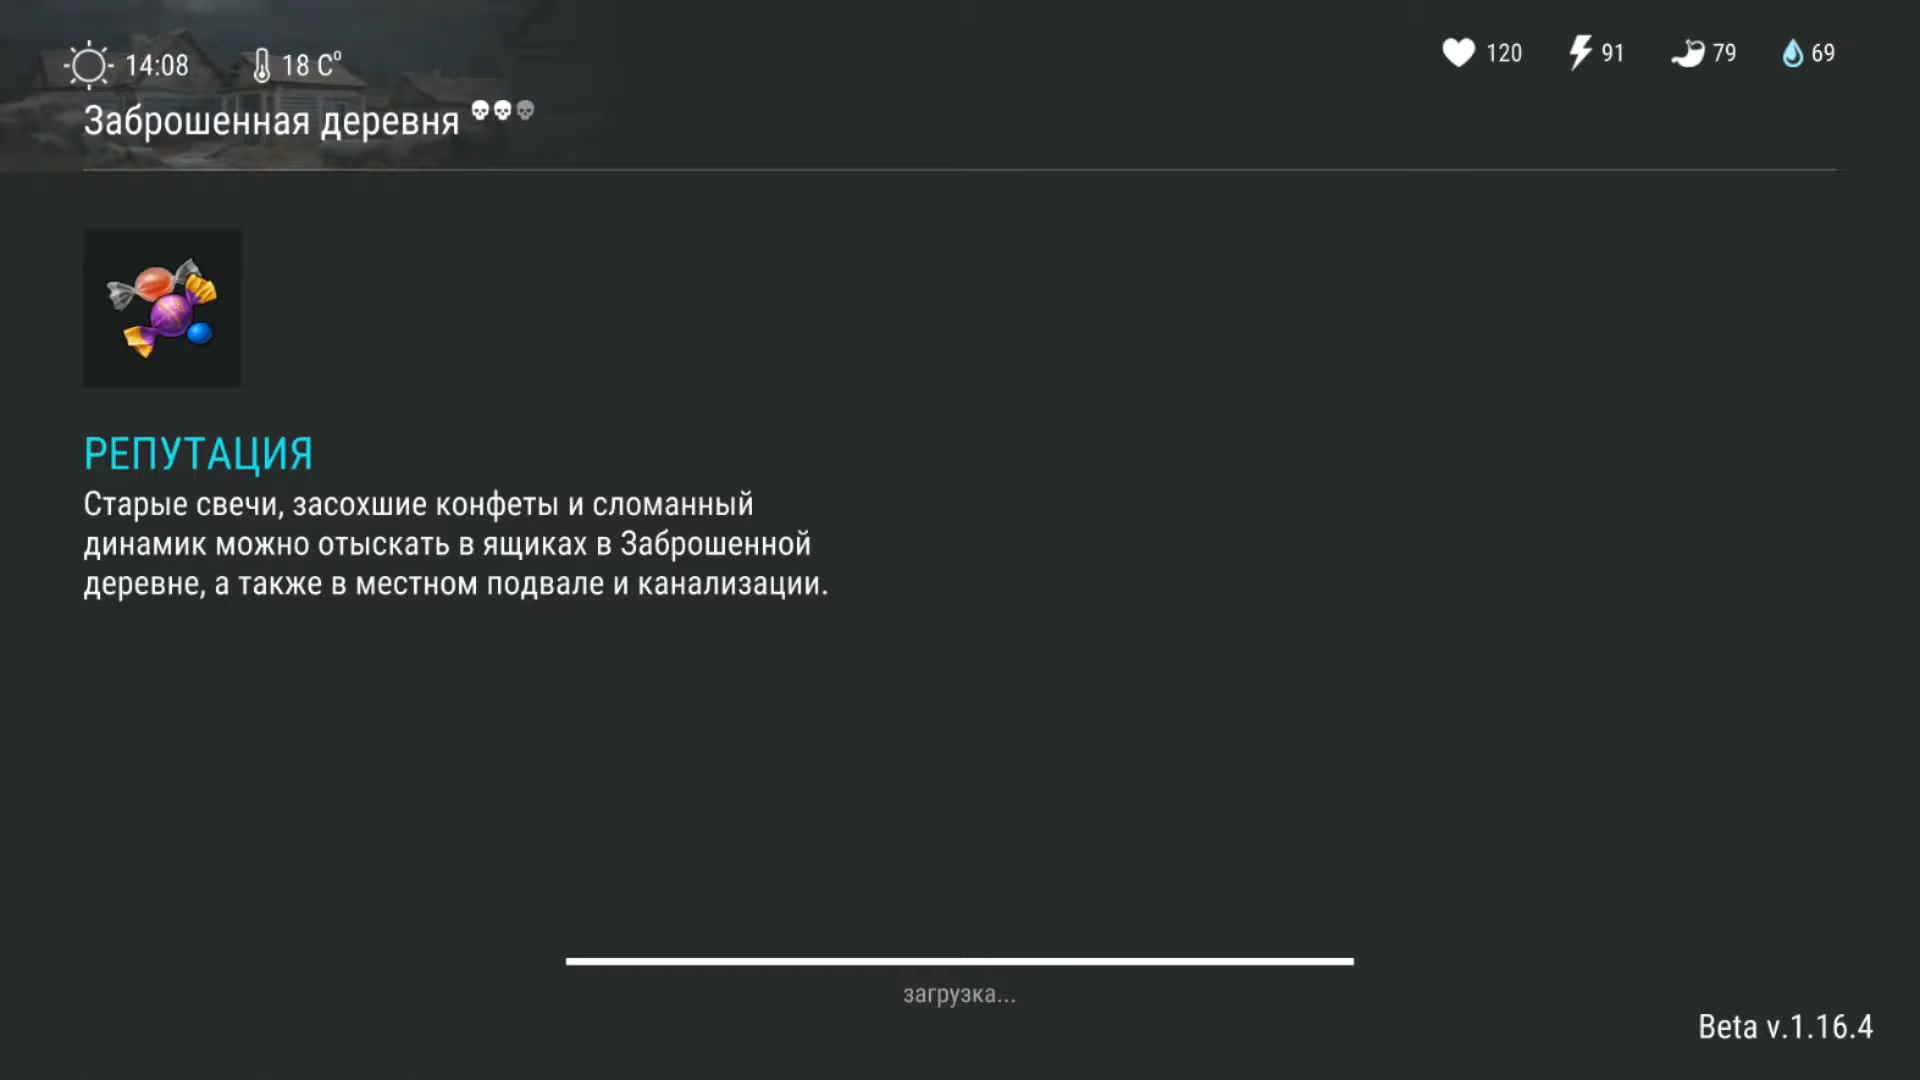 14:08 18 C⁰
120 91 79 69
Заброшенная деревня
РЕПУТАЦИЯ
Старые свечи, засохшие конфеты и сломанный
динамик можно отыскать в ящиках в Заброшенной
деревне, а также в местном подвале и канализации.
загрузка...
Beta v.1.16.4